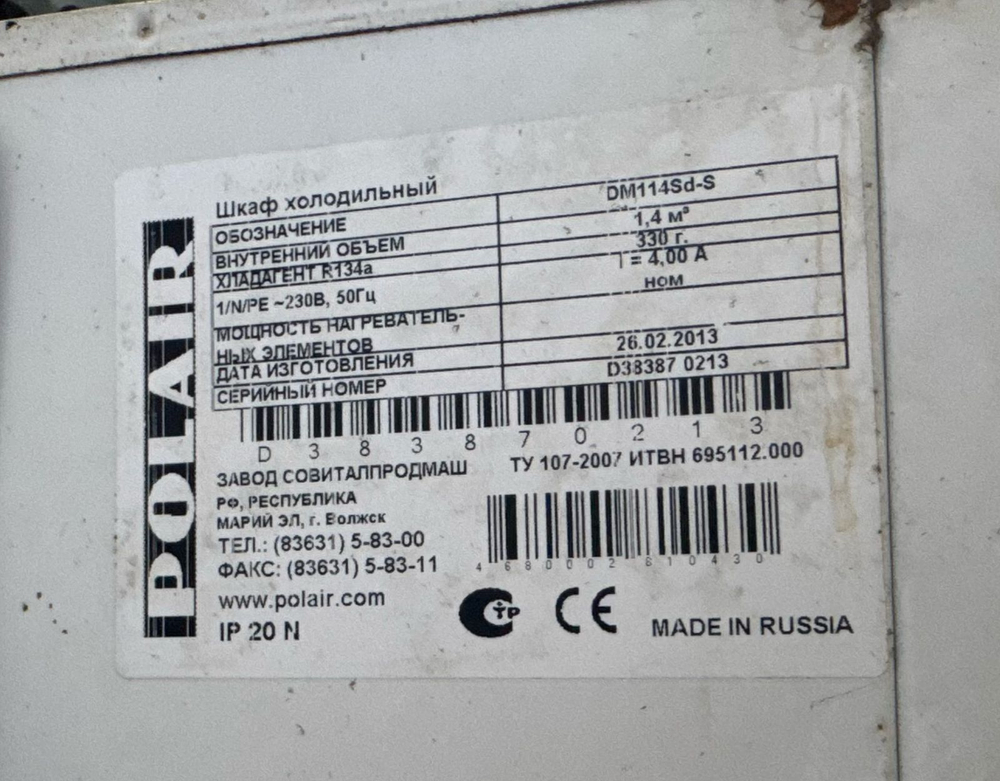 POLAIR
Шкаф холодильный
ОБОЗНАЧЕНИЕ DM114Sd-S
ВНУТРЕННИЙ ОБЪЕМ 1,4 м³
ХЛАДАГЕНТ R134a 330 г.
1/N/PE ~230В, 50Гц I = 4,00 А
ном
МОЩНОСТЬ НАГРЕВАТЕЛЬ-
НЫХ ЭЛЕМЕНТОВ
ДАТА ИЗГОТОВЛЕНИЯ 26.02.2013
СЕРИЙНЫЙ НОМЕР D38387 0213
D 3 8 3 8 7 0 2 1 3
ЗАВОД СОВИТАЛПРОДМАШ
ТУ 107-2007 ИТВН 695112.000
РФ, РЕСПУБЛИКА
МАРИЙ ЭЛ, г. Волжск
ТЕЛ.: (83631) 5-83-00
ФАКС: (83631) 5-83-11
4 680002 810430
www.polair.com
IP 20 N
CE
MADE IN RUSSIA